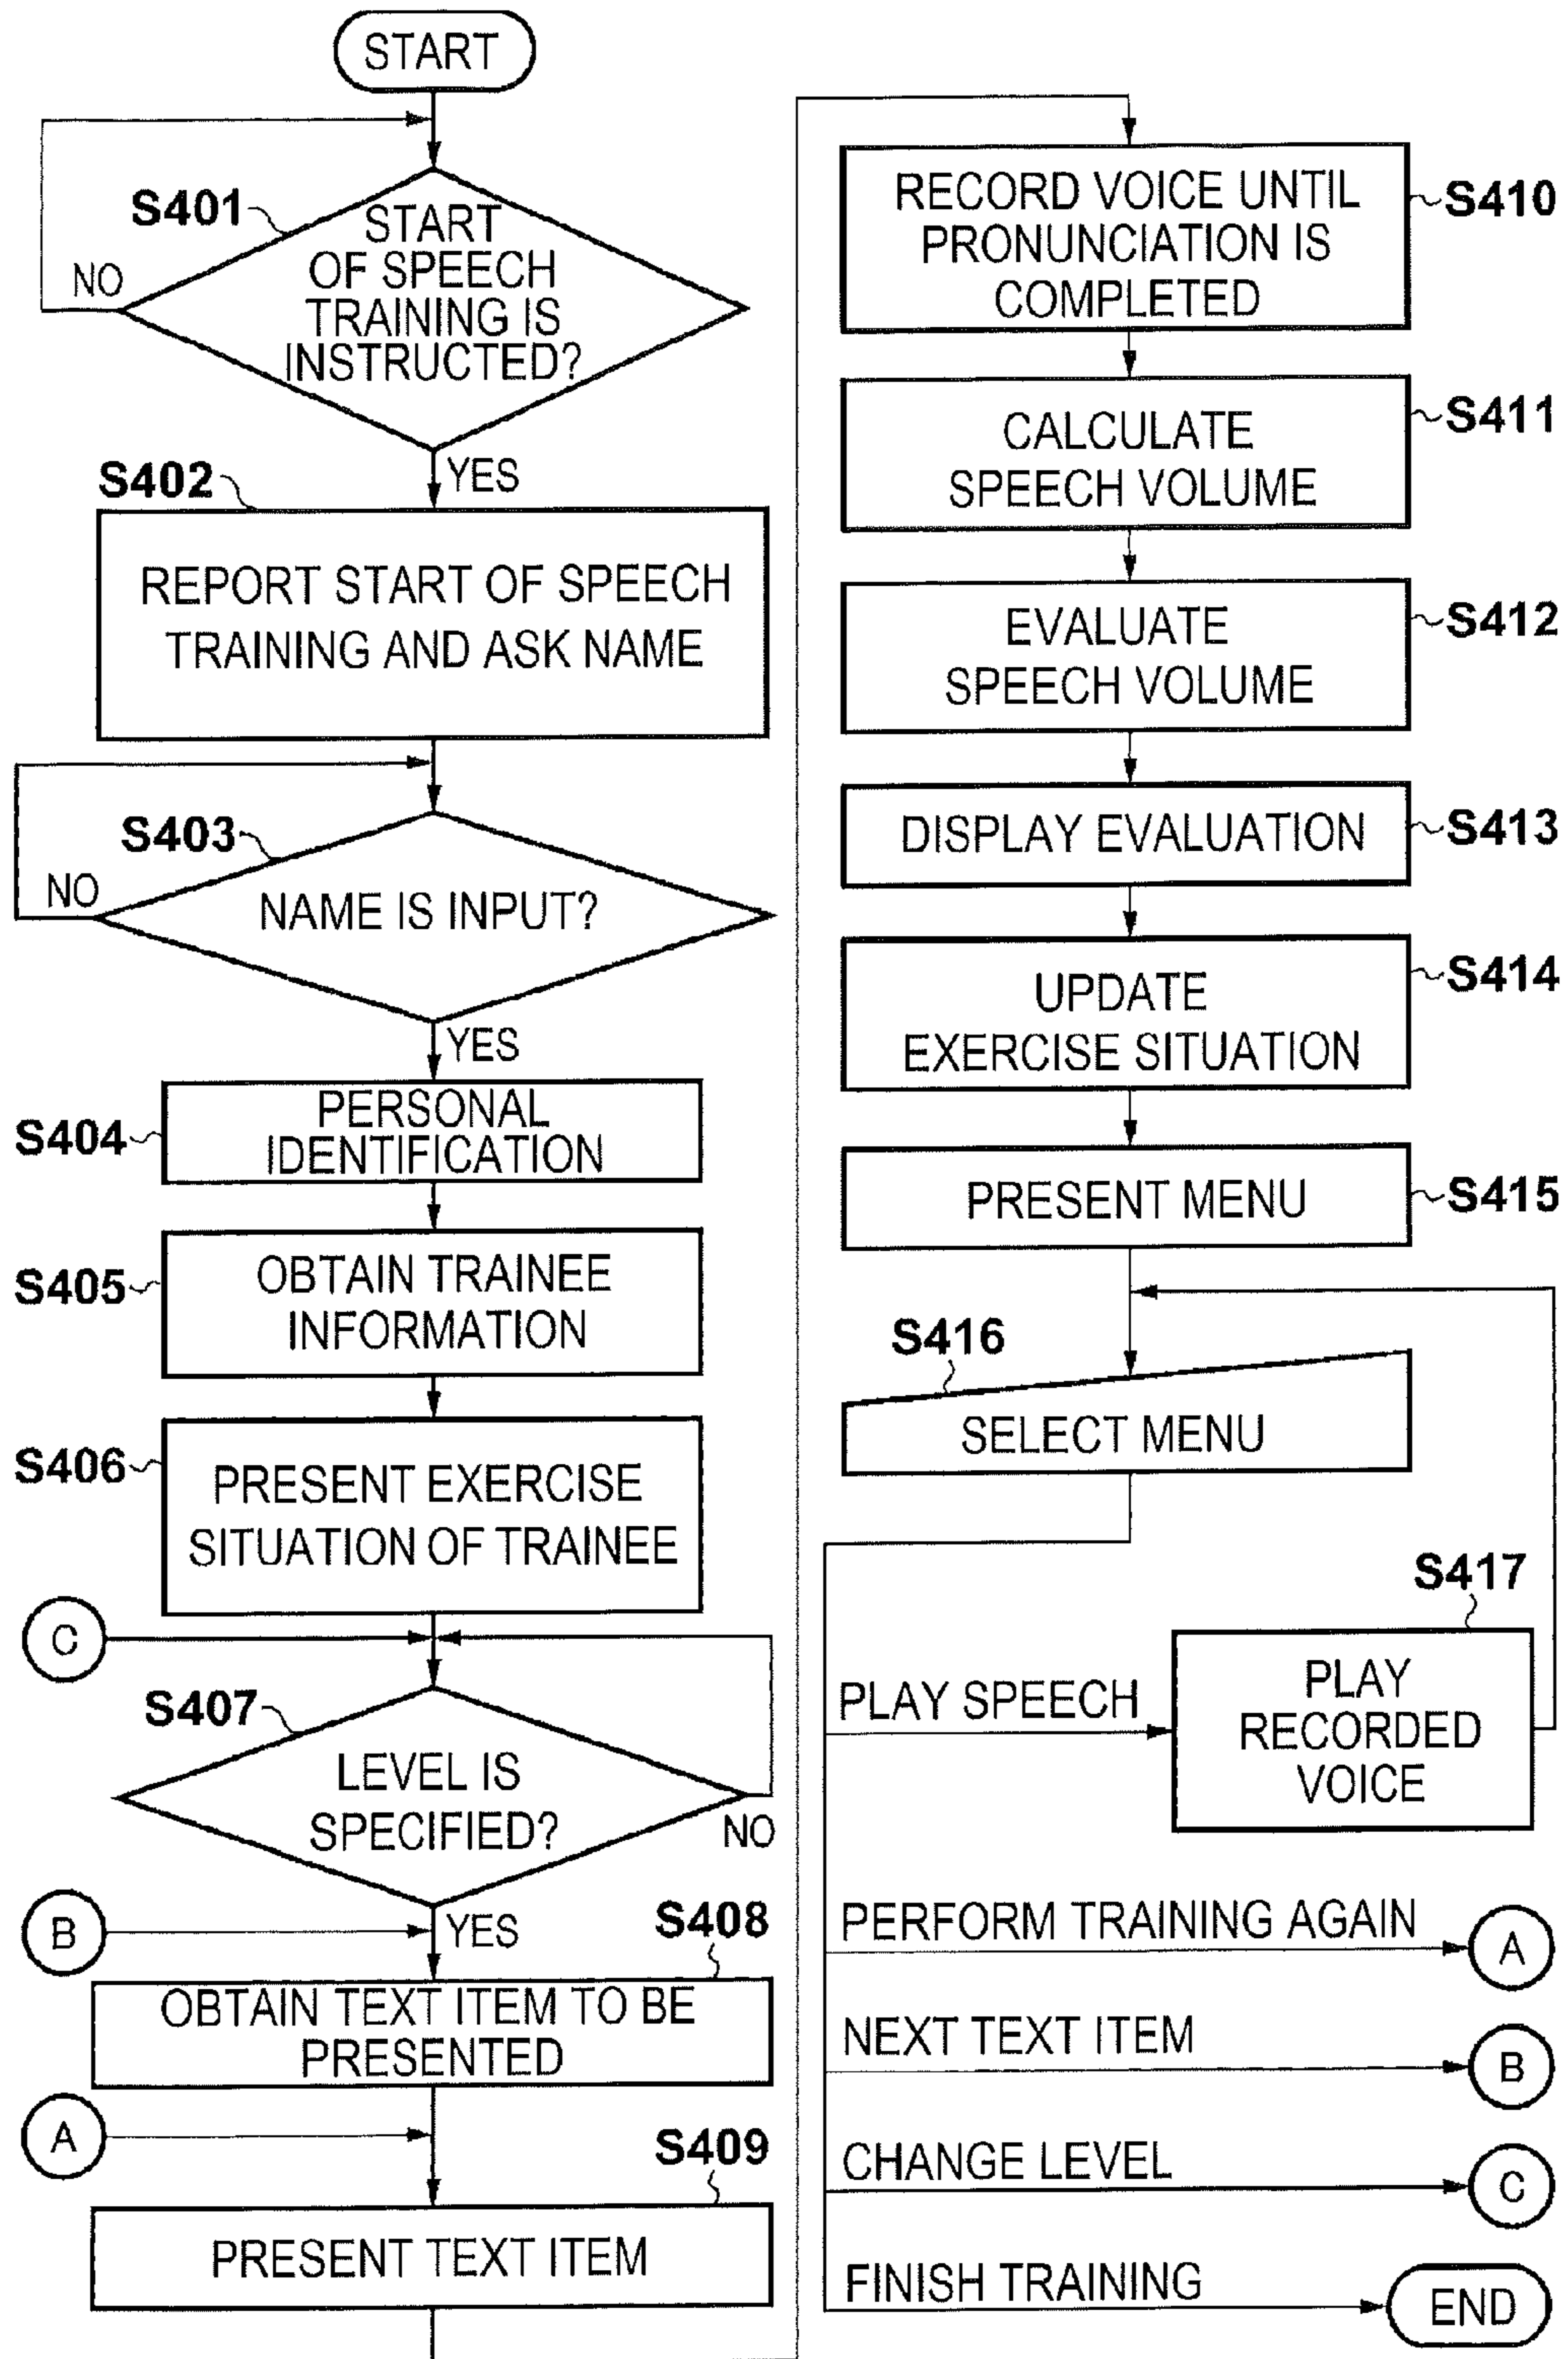 START
S401
START
OF SPEECH
TRAINING IS
INSTRUCTED?
NO
YES
S402
REPORT START OF SPEECH
TRAINING AND ASK NAME
S403
NO
NAME IS INPUT?
YES
S404
PERSONAL
IDENTIFICATION
S405
OBTAIN TRAINEE
INFORMATION
S406
PRESENT EXERCISE
SITUATION OF TRAINEE
C
S407
LEVEL IS
SPECIFIED?
NO
B
YES
S408
OBTAIN TEXT ITEM TO BE
PRESENTED
A
S409
PRESENT TEXT ITEM
RECORD VOICE UNTIL
PRONUNCIATION IS
COMPLETED
S410
CALCULATE
SPEECH VOLUME
S411
EVALUATE
SPEECH VOLUME
S412
DISPLAY EVALUATION
S413
UPDATE
EXERCISE SITUATION
S414
PRESENT MENU
S415
S416
SELECT MENU
S417
PLAY SPEECH
PLAY
RECORDED
VOICE
PERFORM TRAINING AGAIN
A
NEXT TEXT ITEM
B
CHANGE LEVEL
C
FINISH TRAINING
END